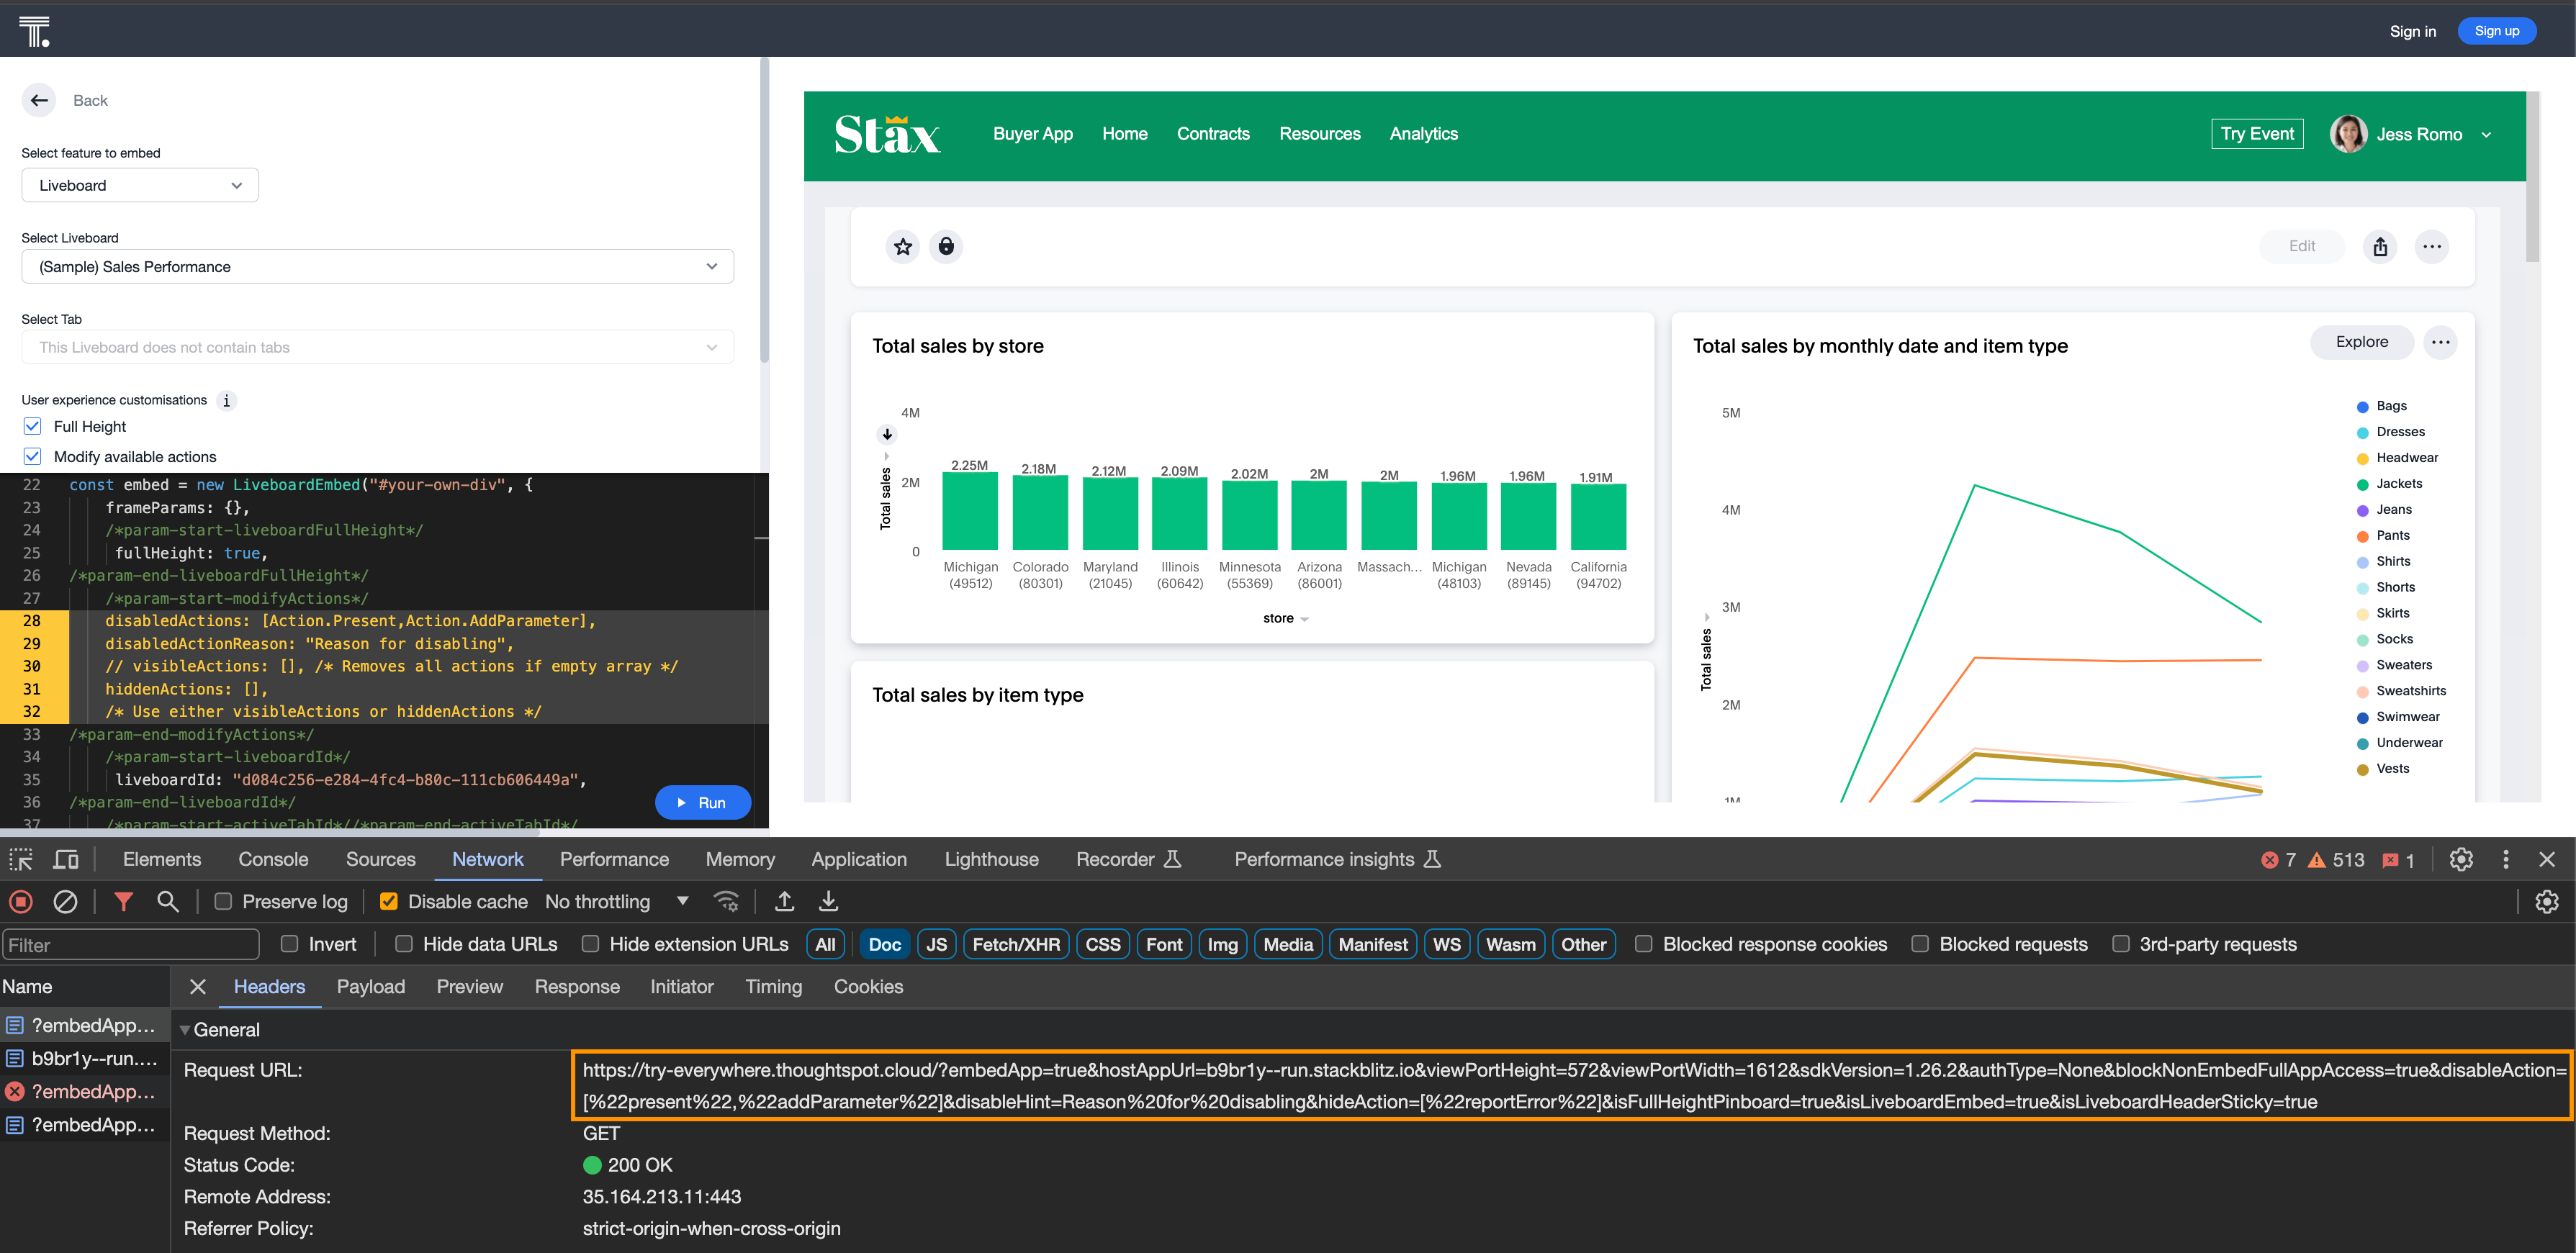 T.
Sign in
Sign up
Back
Select feature to embed
Liveboard
Select Liveboard
(Sample) Sales Performance
Select Tab
This Liveboard does not contain tabs
User experience customisations i
Full Height
Modify available actions
22 const embed = new LiveboardEmbed("#your-own-div", {
23 frameParams: {},
24 /*param-start-liveboardFullHeight*/
25 fullHeight: true,
26 /*param-end-liveboardFullHeight*/
27 /*param-start-modifyActions*/
28 disabledActions: [Action.Present,Action.AddParameter],
29 disabledActionReason: "Reason for disabling",
30 // visibleActions: [], /* Removes all actions if empty array */
31 hiddenActions: [],
32 /* Use either visibleActions or hiddenActions */
33 /*param-end-modifyActions*/
34 /*param-start-liveboardId*/
35 liveboardId: "d084c256-e284-4fc4-b80c-111cb606449a",
36 /*param-end-liveboardId*/
37 /*param-start-activeTabId*//*param-end-activeTabId*/
Run
Stax
Buyer App Home Contracts Resources Analytics
Try Event
Jess Romo
Edit
Total sales by store
4M
2M
0
Total sales
2.25M 2.18M 2.12M 2.09M 2.02M 2M 2M 1.96M 1.96M 1.91M
Michigan Colorado Maryland Illinois Minnesota Arizona Massach... Michigan Nevada California
(49512) (80301) (21045) (60642) (55369) (86001) (48103) (89145) (94702)
store
Total sales by item type
Total sales by monthly date and item type
Explore
5M
4M
3M
2M
1M
Total sales
Bags
Dresses
Headwear
Jackets
Jeans
Pants
Shirts
Shorts
Skirts
Socks
Sweaters
Sweatshirts
Swimwear
Underwear
Vests
Elements Console Sources Network Performance Memory Application Lighthouse Recorder Performance insights 7 513 1
Preserve log Disable cache No throttling
Filter Invert Hide data URLs Hide extension URLs All Doc JS Fetch/XHR CSS Font Img Media Manifest WS Wasm Other Blocked response cookies Blocked requests 3rd-party requests
Name
?embedApp...
b9br1y--run....
?embedApp...
?embedApp...
Headers Payload Preview Response Initiator Timing Cookies
General
Request URL: https://try-everywhere.thoughtspot.cloud/?embedApp=true&hostAppUrl=b9br1y--run.stackblitz.io&viewPortHeight=572&viewPortWidth=1612&sdkVersion=1.26.2&authType=None&blockNonEmbedFullAppAccess=true&disableAction=
[%22present%22,%22addParameter%22]&disableHint=Reason%20for%20disabling&hideAction=[%22reportError%22]&isFullHeightPinboard=true&isLiveboardEmbed=true&isLiveboardHeaderSticky=true
Request Method: GET
Status Code: 200 OK
Remote Address: 35.164.213.11:443
Referrer Policy: strict-origin-when-cross-origin